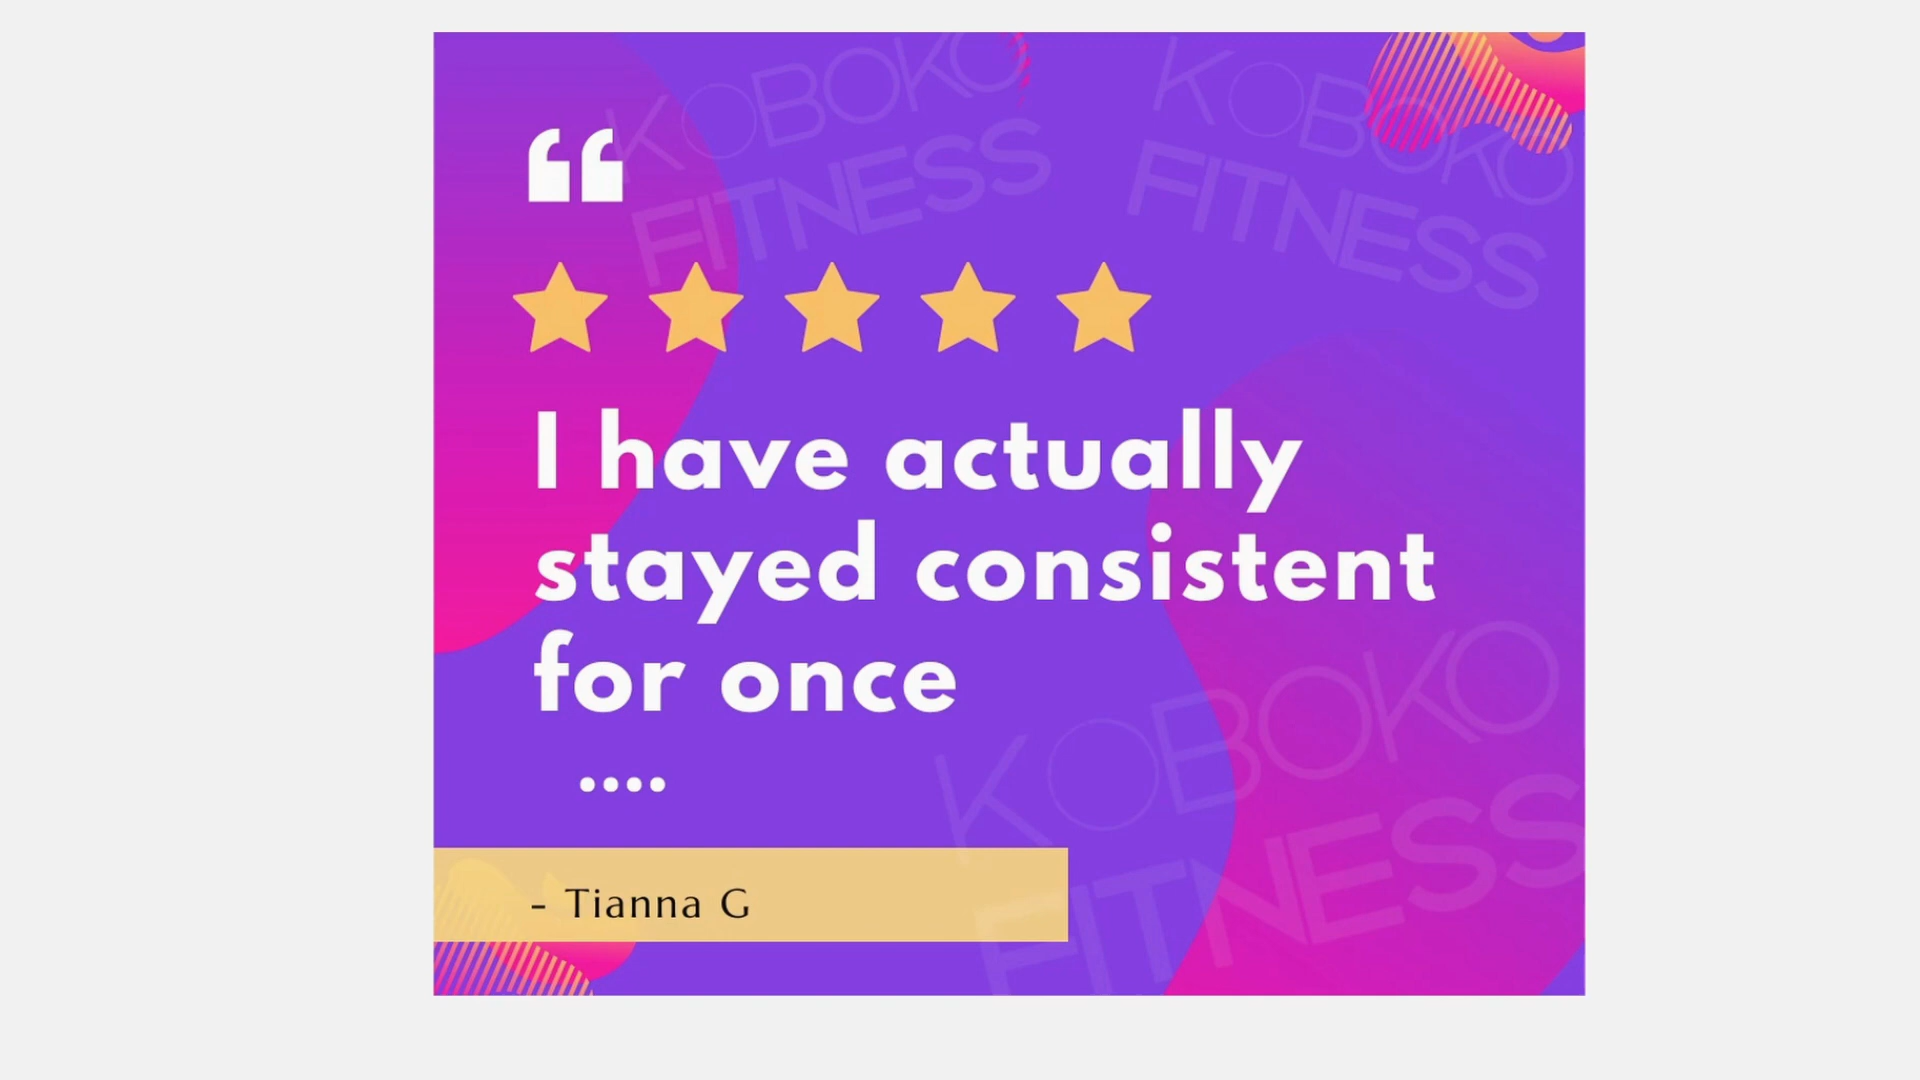 KOBOKO
FITNESS
KOBOKO
FITNESS
“
I have actually
stayed consistent
for once
....
KOBOKO
FITNESS
- Tianna G